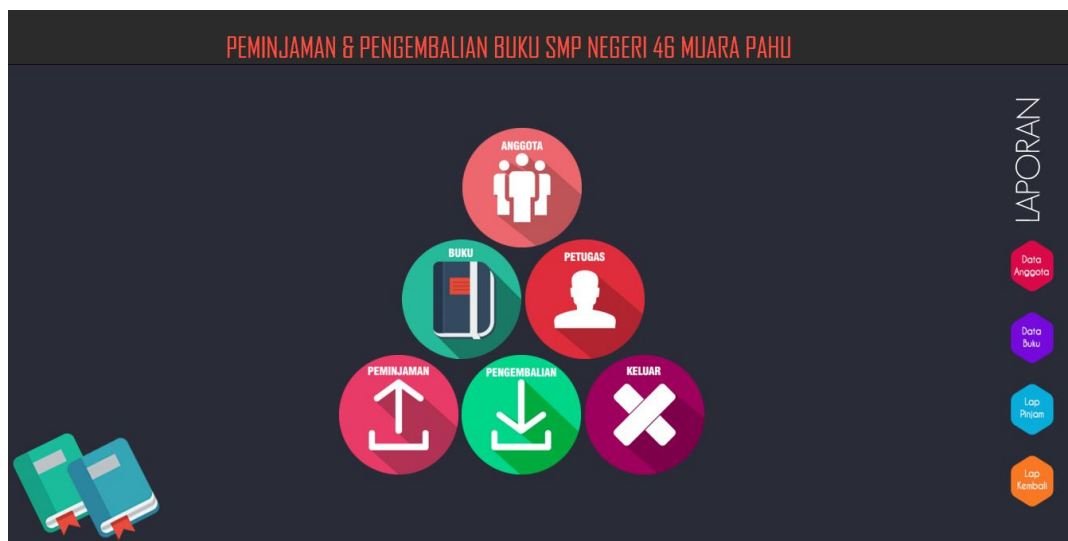 PEMINJAMAN & PENGEMBALIAN BUKU SMP NEGERI 46 MUARA PAHU
ANGGOTA
BUKU
PETUGAS
PEMINJAMAN
PENGEMBALIAN
KELUAR
LAPORAN
Data
Anggota
Data
Buku
Lap
Pinjam
Lap
Kembali